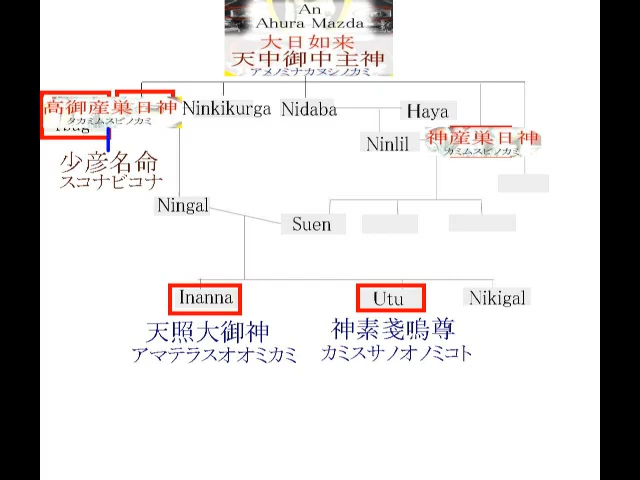 An
Ahura Mazda
大日如来
天中御中主神
アメノミナカヌシノカミ
高御産巣日神
タカミムスビノカミ
Ninkikurga
Nidaba
Haya
Ninlil
神産巣日神
カミムスビノカミ
少彦名命
スコナビコナ
Ningal
Suen
Inanna
Utu
Nikigal
天照大御神
アマテラスオオミカミ
神素戔嗚尊
カミスサノオノミコト